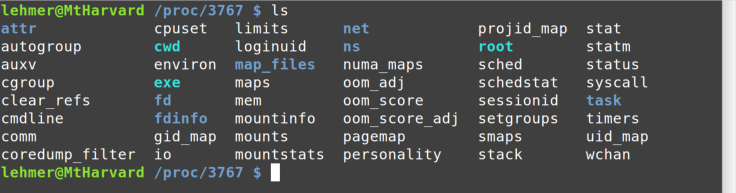 lehmer@MtHarvard /proc/3767 $ ls
attr cpuset limits net projid_map stat
autogroup cwd loginuid ns root statm
auxv environ map_files numa_maps sched status
cgroup exe maps oom_adj schedstat syscall
clear_refs fd mem oom_score sessionid task
cmdline fdinfo mountinfo oom_score_adj setgroups timers
comm gid_map mounts pagemap smaps uid_map
coredump_filter io mountstats personality stack wchan
lehmer@MtHarvard /proc/3767 $